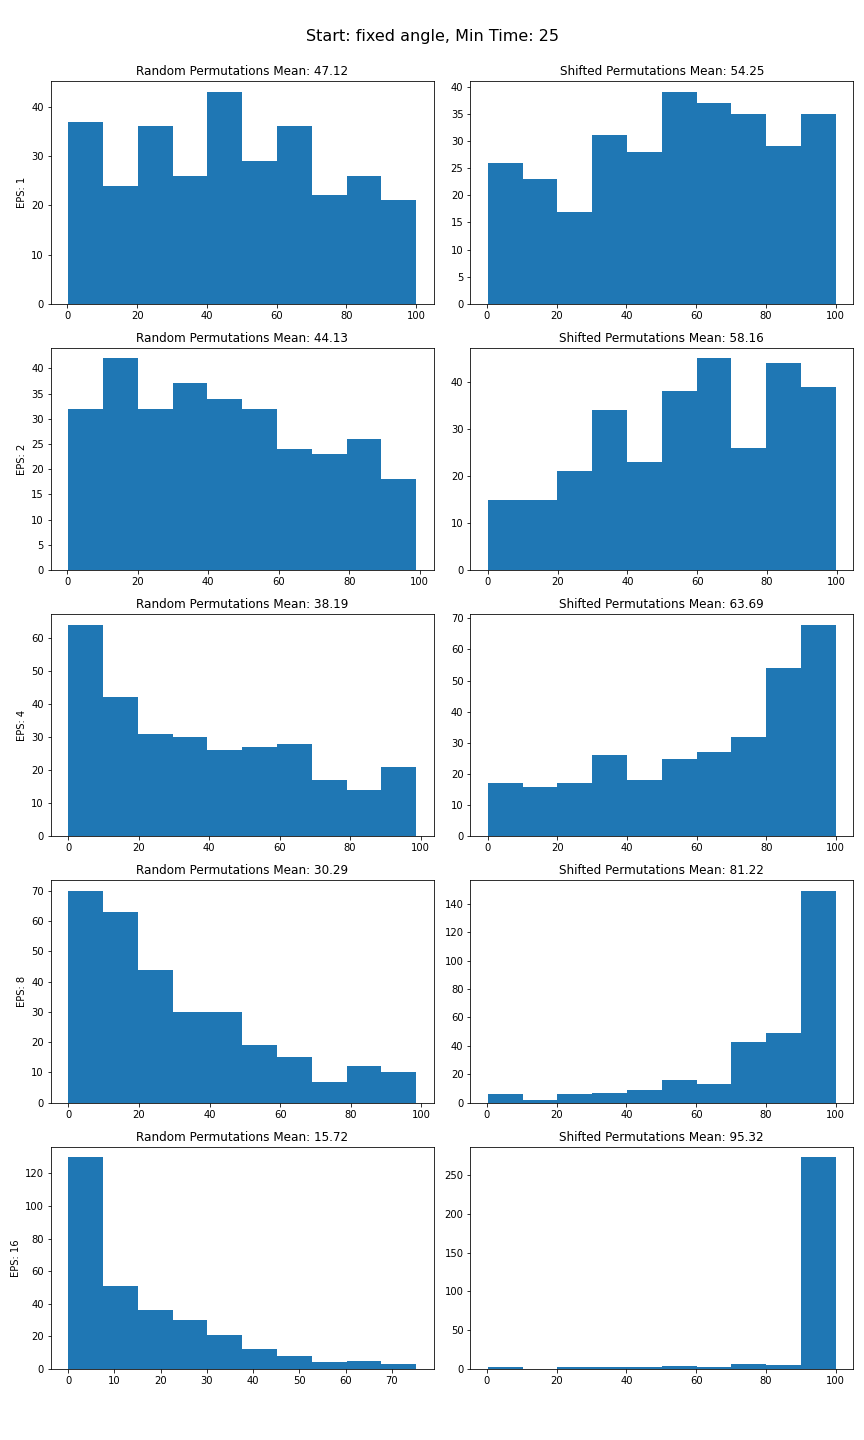 Start: fixed angle, Min Time: 25
Random Permutations Mean: 47.12
EPS: 1
40
30
20
10
0
0 20 40 60 80 100
Shifted Permutations Mean: 54.25
40
35
30
25
20
15
10
5
0
0 20 40 60 80 100
Random Permutations Mean: 44.13
EPS: 2
40
35
30
25
20
15
10
5
0
0 20 40 60 80 100
Shifted Permutations Mean: 58.16
40
30
20
10
0
0 20 40 60 80 100
Random Permutations Mean: 38.19
EPS: 4
60
50
40
30
20
10
0
0 20 40 60 80 100
Shifted Permutations Mean: 63.69
70
60
50
40
30
20
10
0
0 20 40 60 80 100
Random Permutations Mean: 30.29
EPS: 8
70
60
50
40
30
20
10
0
0 20 40 60 80 100
Shifted Permutations Mean: 81.22
140
120
100
80
60
40
20
0
0 20 40 60 80 100
Random Permutations Mean: 15.72
EPS: 16
120
100
80
60
40
20
0
0 10 20 30 40 50 60 70
Shifted Permutations Mean: 95.32
250
200
150
100
50
0
0 20 40 60 80 100